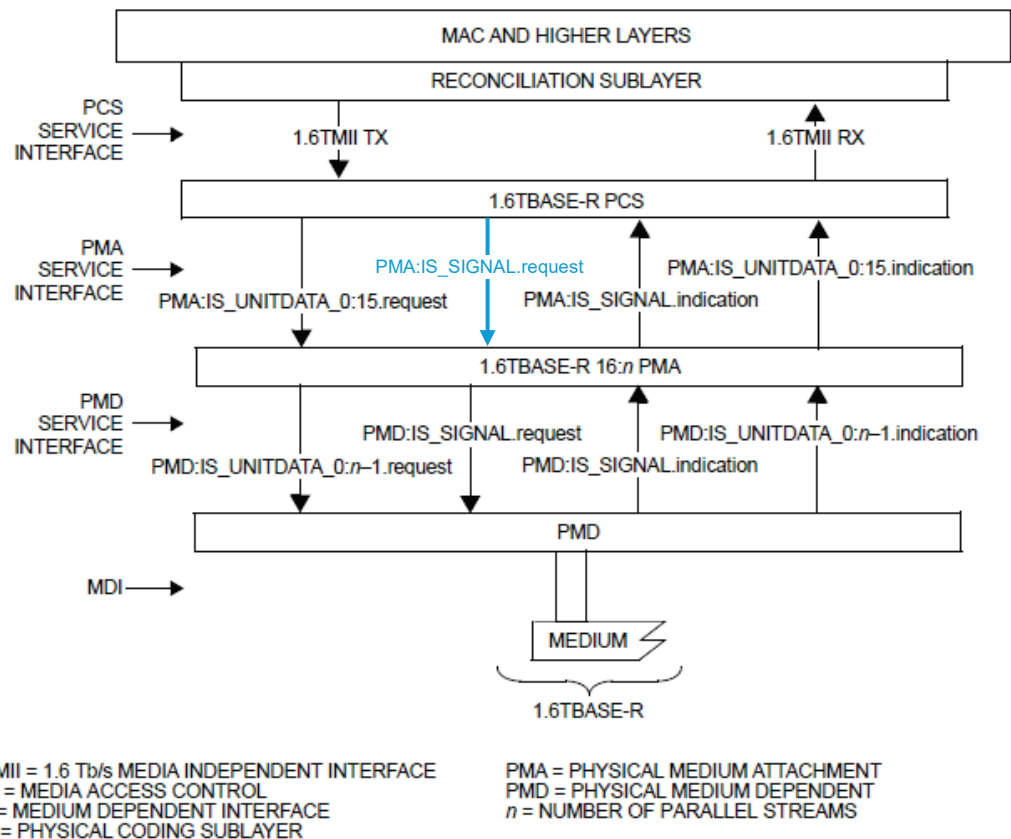 MAC AND HIGHER LAYERS
RECONCILIATION SUBLAYER
PCS
SERVICE
INTERFACE
1.6TMII TX
1.6TMII RX
1.6TBASE-R PCS
PMA
SERVICE
INTERFACE
PMA:IS_SIGNAL.request
PMA:IS_UNITDATA_0:15.indication
PMA:IS_UNITDATA_0:15.request
PMA:IS_SIGNAL.indication
1.6TBASE-R 16:n PMA
PMD
SERVICE
INTERFACE
PMD:IS_SIGNAL.request
PMD:IS_UNITDATA_0:n–1.indication
PMD:IS_UNITDATA_0:n–1.request
PMD:IS_SIGNAL.indication
PMD
MDI
MEDIUM
1.6TBASE-R
MII = 1.6 Tb/s MEDIA INDEPENDENT INTERFACE
= MEDIA ACCESS CONTROL
= MEDIUM DEPENDENT INTERFACE
= PHYSICAL CODING SUBLAYER
PMA = PHYSICAL MEDIUM ATTACHMENT
PMD = PHYSICAL MEDIUM DEPENDENT
n = NUMBER OF PARALLEL STREAMS